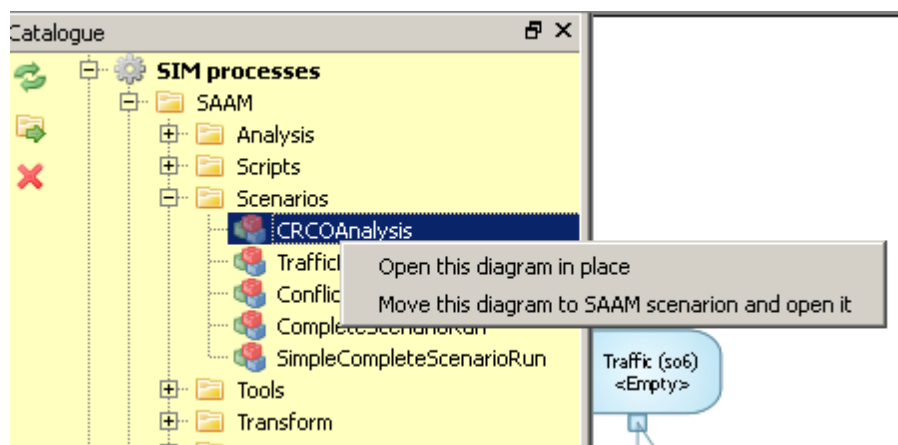 Catalogue
SIM processes
SAAM
Analysis
Scripts
Scenarios
CRCOAnalysis
Open this diagram in place
Move this diagram to SAAM scenarion and open it
CompleteScenarioRun
SimpleCompleteScenarioRun
Tools
Transform
Traffic (so6)
<Empty>